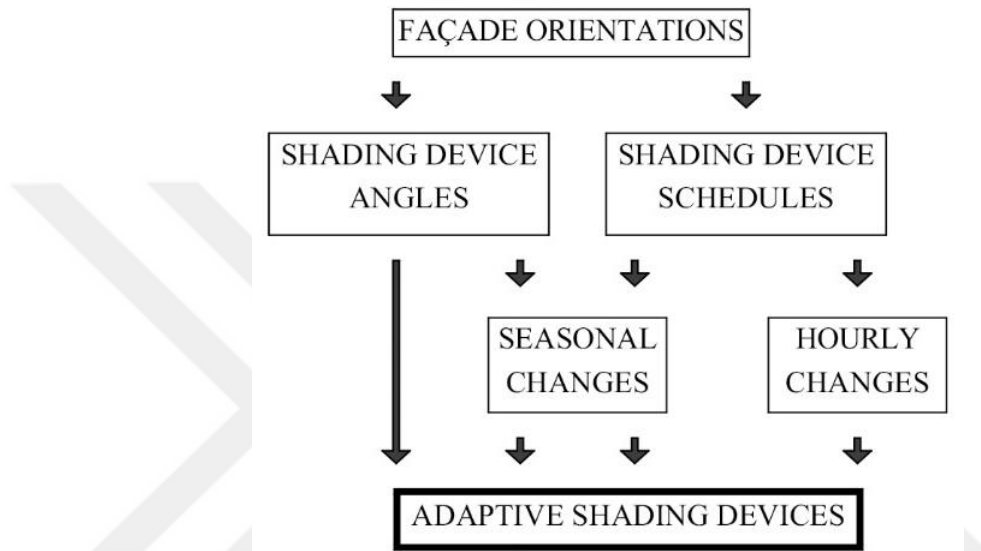 FAÇADE ORIENTATIONS
SHADING DEVICE
ANGLES
SHADING DEVICE
SCHEDULES
SEASONAL
CHANGES
HOURLY
CHANGES
ADAPTIVE SHADING DEVICES